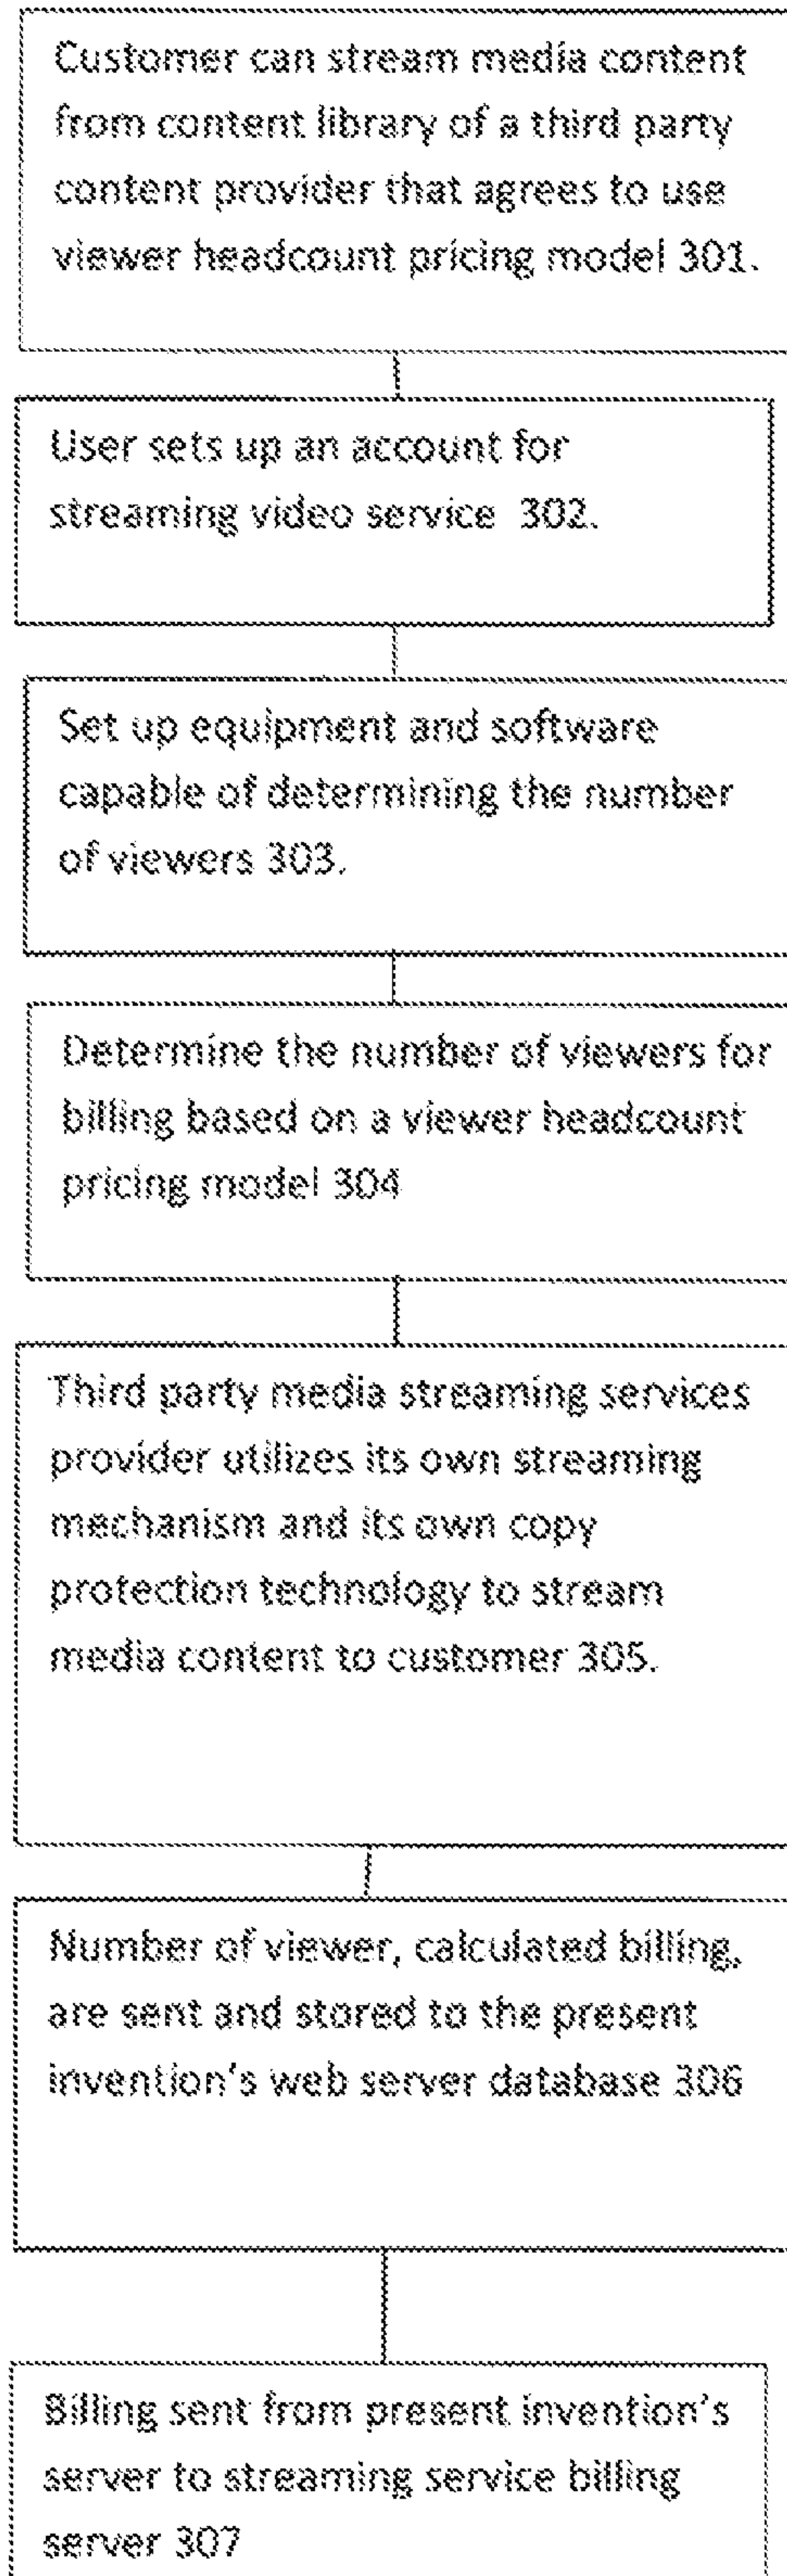 Customer can stream media content
from content library of a third party
content provider that agrees to use
viewer headcount pricing model 301.
User sets up an account for
streaming video service 302.
Set up equipment and software
capable of determining the number
of viewers 303.
Determine the number of viewers for
billing based on a viewer headcount
pricing model 304
Third party media streaming services
provider utilizes its own streaming
mechanism and its own copy
protection technology to stream
media content to customer 305.
Number of viewer, calculated billing,
are sent and stored to the present
invention's web server database 306
Billing sent from present invention's
server to streaming service billing
server 307